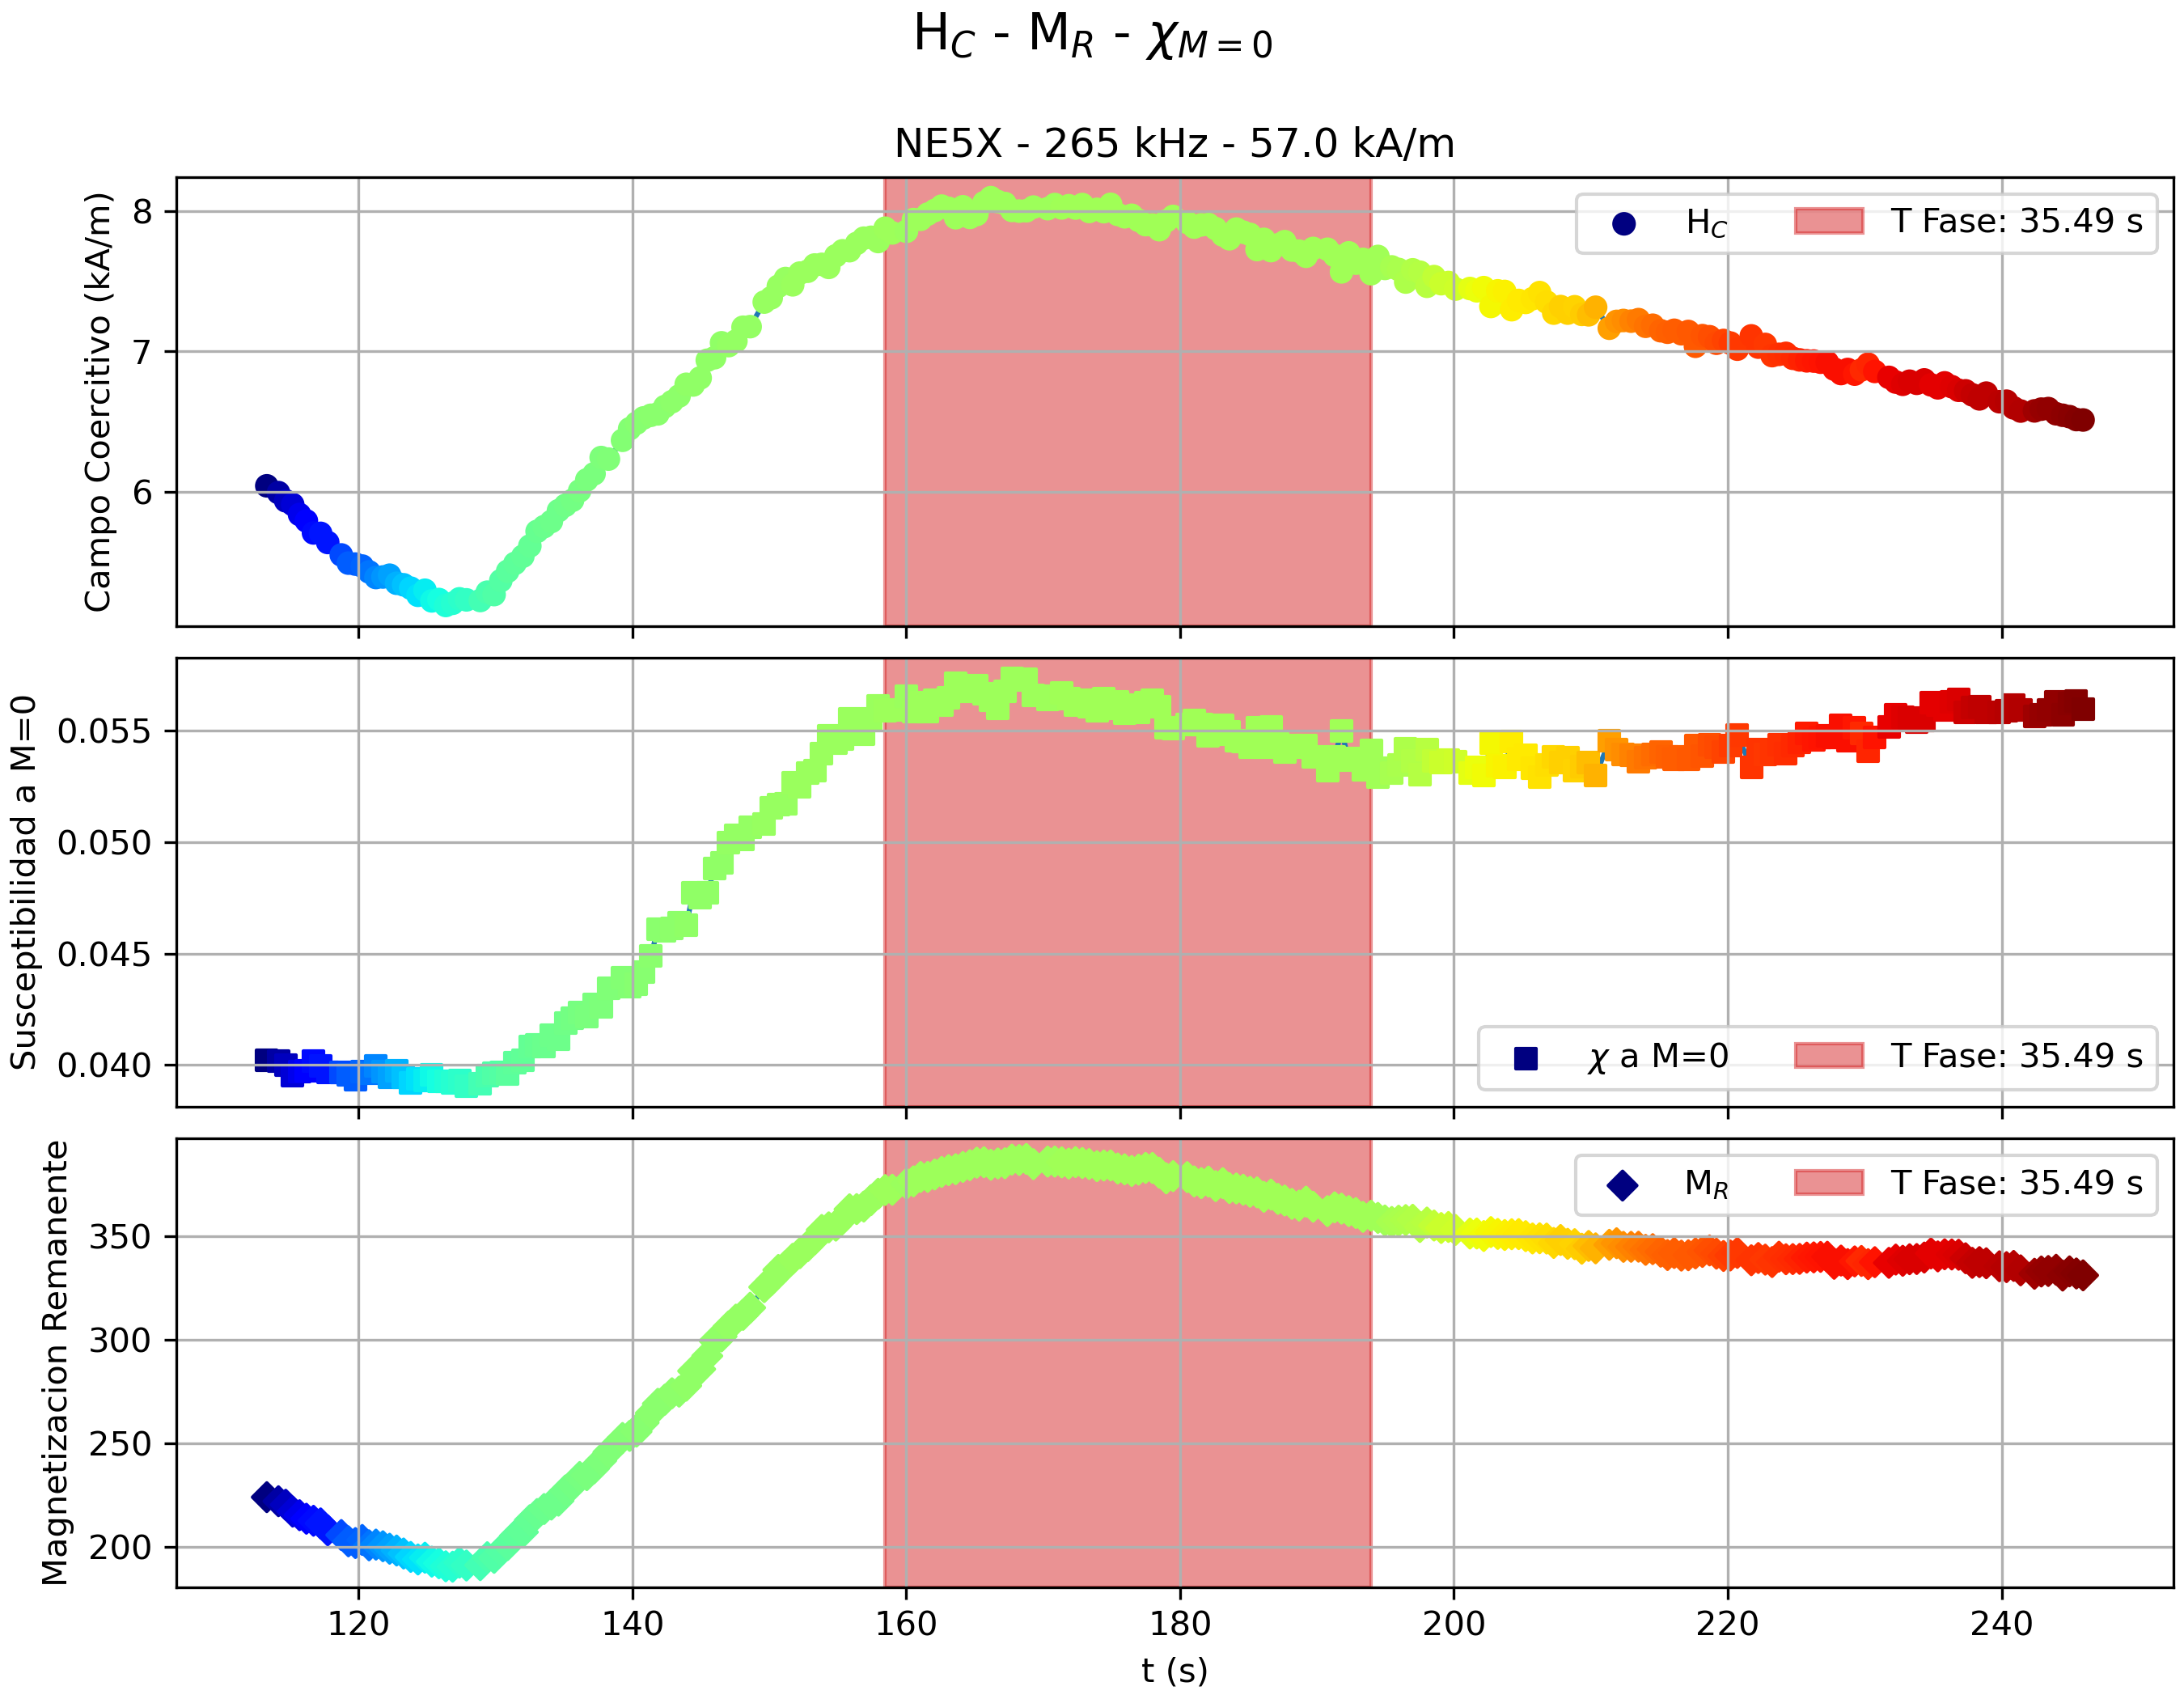 H_C - M_R - χ_{M=0}
NE5X - 265 kHz - 57.0 kA/m
Campo Coercitivo (kA/m)
8
7
6
H_C T Fase: 35.49 s
Susceptibilidad a M=0
0.055
0.050
0.045
0.040
χ a M=0 T Fase: 35.49 s
Magnetizacion Remanente
350
300
250
200
M_R T Fase: 35.49 s
120 140 160 180 200 220 240
t (s)